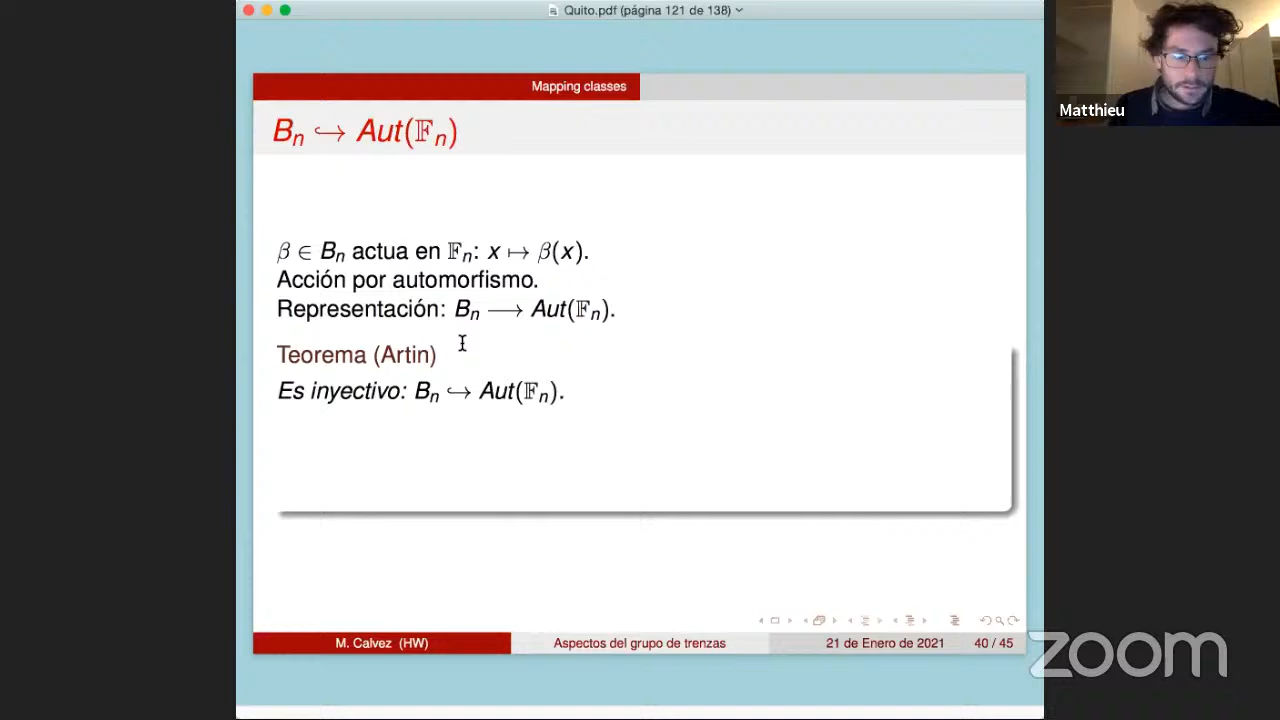 Quito.pdf (página 121 de 138)
Mapping classes
Bₙ ↪ Aut(𝔽ₙ)
β ∈ Bₙ actua en 𝔽ₙ: x ↦ β(x).
Acción por automorfismo.
Representación: Bₙ ⟶ Aut(𝔽ₙ).
Teorema (Artin)
Es inyectivo: Bₙ ↪ Aut(𝔽ₙ).
M. Calvez (HW) Aspectos del grupo de trenzas 21 de Enero de 2021 40 / 45
Matthieu
zoom